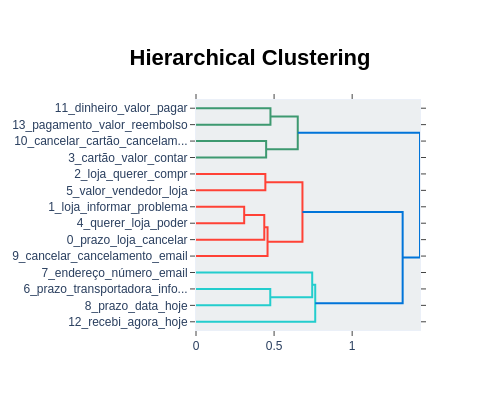 Hierarchical Clustering
11_dinheiro_valor_pagar
13_pagamento_valor_reembolso
10_cancelar_cartão_cancelam...
3_cartão_valor_contar
2_loja_querer_compr
5_valor_vendedor_loja
1_loja_informar_problema
4_querer_loja_poder
0_prazo_loja_cancelar
9_cancelar_cancelamento_email
7_endereço_número_email
6_prazo_transportadora_info...
8_prazo_data_hoje
12_recebi_agora_hoje
0 0.5 1